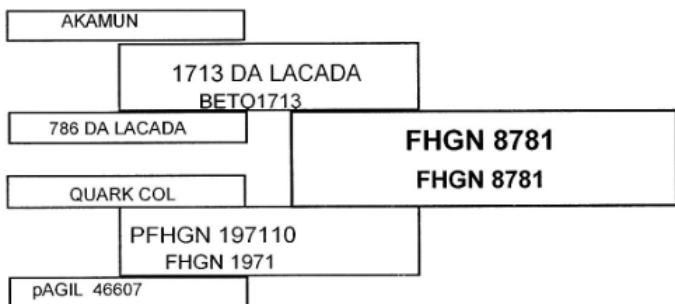 AKAMUN
1713 DA LACADA
BETO1713
786 DA LACADA
FHGN 8781
FHGN 8781
QUARK COL
PFHGN 197110
FHGN 1971
pAGIL 46607